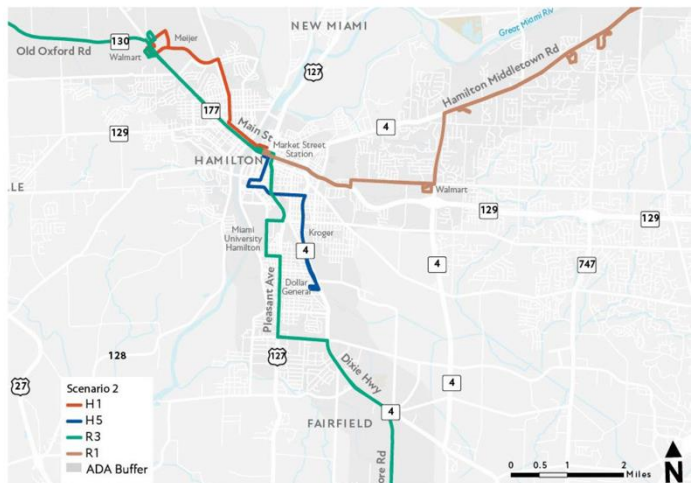 NEW MIAMI
Great Miami Riv
130
Meijer
Old Oxford Rd
Walmart
127
Hamilton Middletown Rd
177
129
Main St
4
Market Street
Station
HAMILTON
LE
Walmart
129
129
Miami
University
Hamilton
Kroger
4
4
747
Dollar
General
Pleasant Ave
128
127
27
Dixie Hwy
4
4
FAIRFIELD
ore Rd
Scenario 2
H1
H5
R3
R1
ADA Buffer
0 0.5 1 2
Miles
N